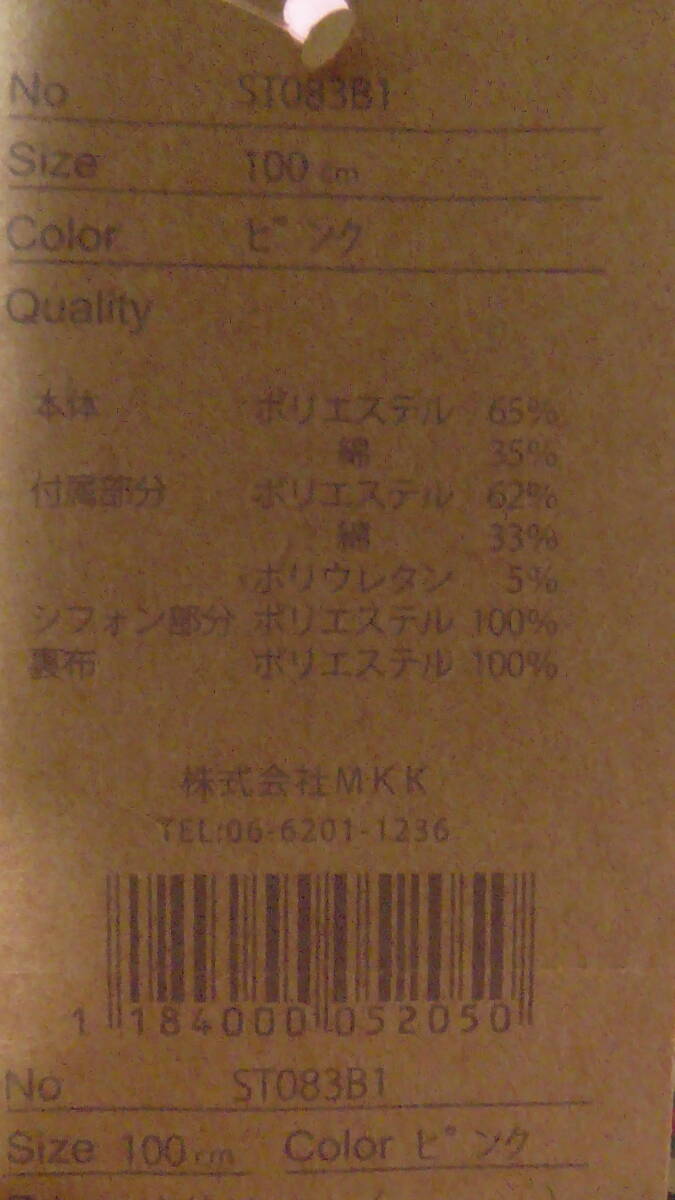 No ST083B1
Size 100cm
Color ピンク
Quality
本体 ポリエステル 65%
綿 35%
付属部分 ポリエステル 62%
綿 33%
ポリウレタン 5%
シフォン部分 ポリエステル 100%
裏布 ポリエステル 100%
株式会社MKK
TEL:06-6201-1236
1 184000 052050
No ST083B1
Size 100cm Color ピンク